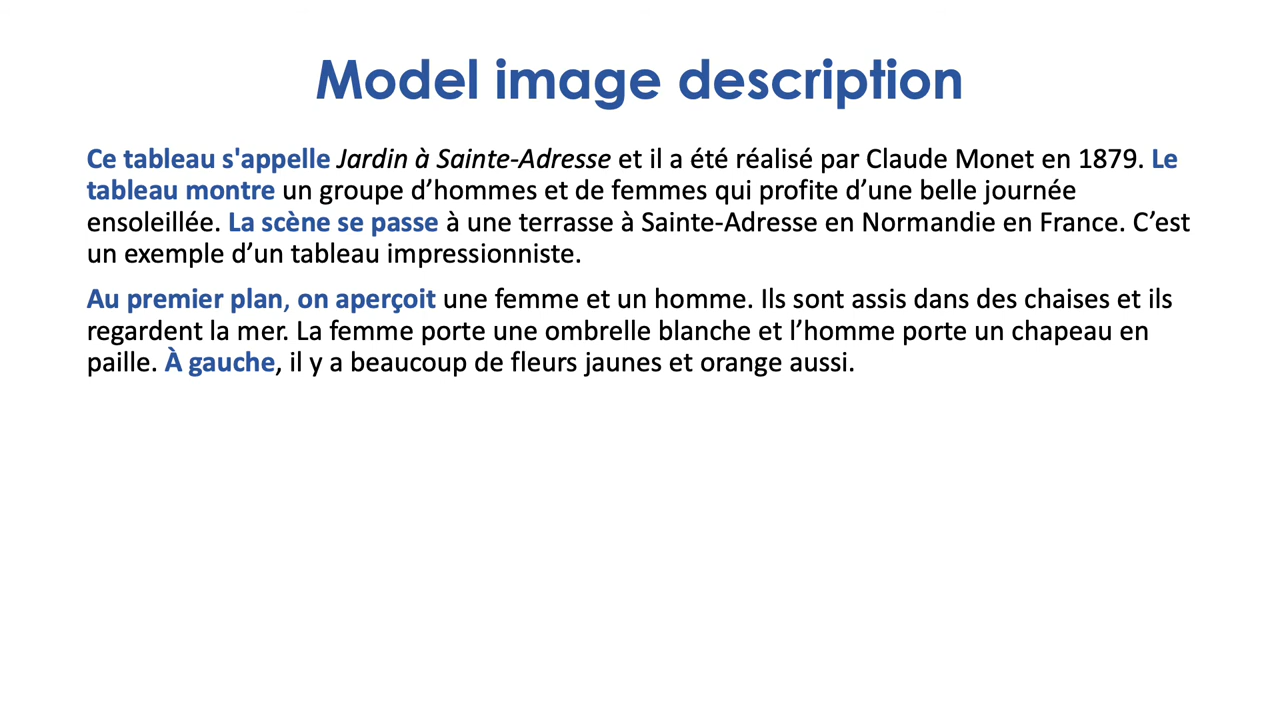 Model image description
Ce tableau s'appelle Jardin à Sainte-Adresse et il a été réalisé par Claude Monet en 1879. Le
tableau montre un groupe d’hommes et de femmes qui profite d’une belle journée
ensoleillée. La scène se passe à une terrasse à Sainte-Adresse en Normandie en France. C’est
un exemple d’un tableau impressionniste.
Au premier plan, on aperçoit une femme et un homme. Ils sont assis dans des chaises et ils
regardent la mer. La femme porte une ombrelle blanche et l’homme porte un chapeau en
paille. À gauche, il y a beaucoup de fleurs jaunes et orange aussi.